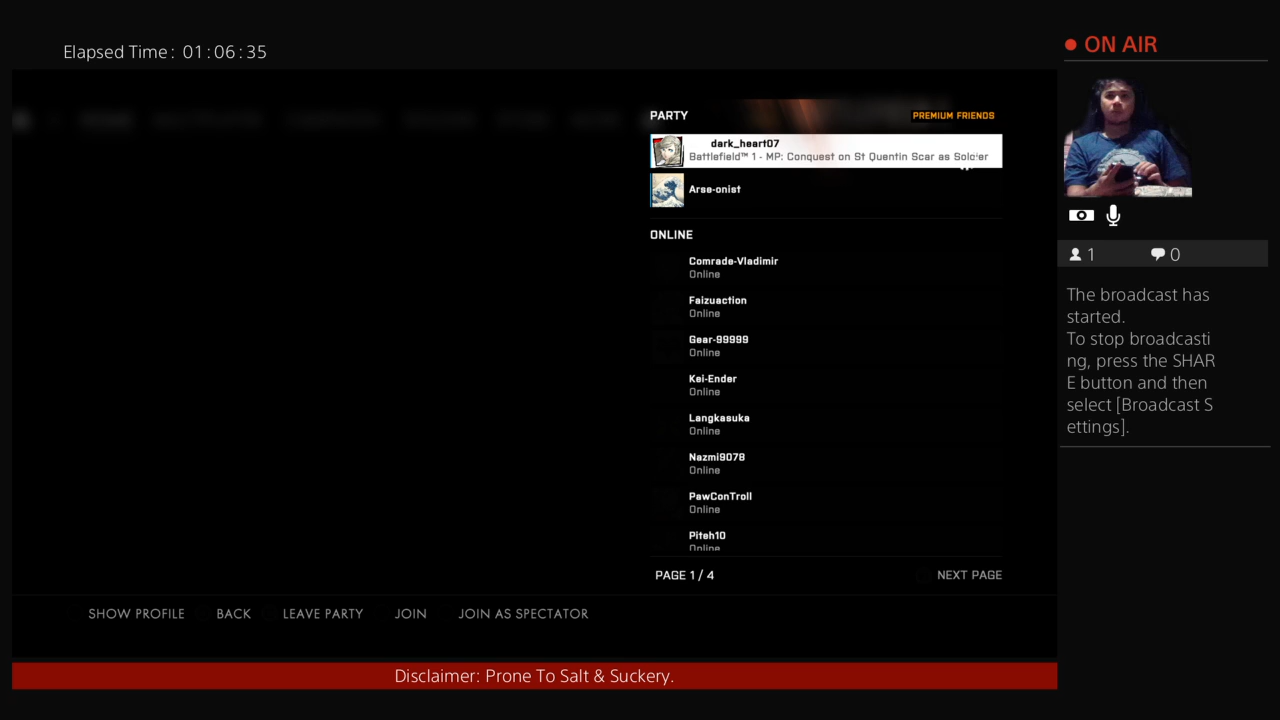 Elapsed Time: 01:06:35
ON AIR
PARTY
PREMIUM FRIENDS
dark_heart07
Battlefield™ 1 - MP: Conquest on St Quentin Scar as Soldier
Arse-onist
ONLINE
Comrade-Vladimir
Online
Faizuaction
Online
Gear-99999
Online
Kei-Ender
Online
Langkasuka
Online
Nazmi9078
Online
PawConTroll
Online
Piteh10
Online
PAGE 1 / 4
NEXT PAGE
SHOW PROFILE
BACK
LEAVE PARTY
JOIN
JOIN AS SPECTATOR
1
0
The broadcast has
started.
To stop broadcasti
ng, press the SHAR
E button and then
select [Broadcast S
ettings].
Disclaimer: Prone To Salt & Suckery.